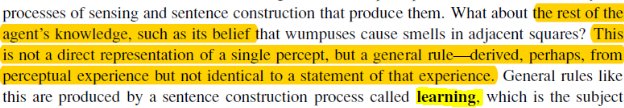 processes of sensing and sentence construction that produce them. What about the rest of the
agent's knowledge, such as its belief that wumpuses cause smells in adjacent squares? This
is not a direct representation of a single percept, but a general rule—derived, perhaps, from
perceptual experience but not identical to a statement of that experience. General rules like
this are produced by a sentence construction process called learning, which is the subject